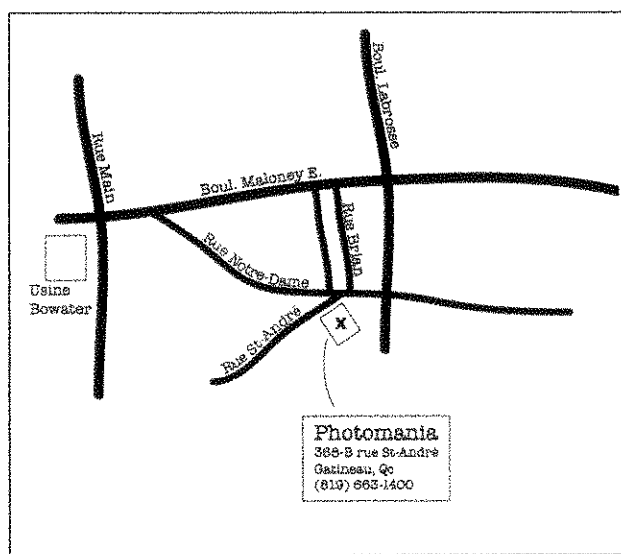 Boul. Labrosse
Rue Main
Boul. Maloney E.
Rue Brian
Rue Notre-Dame
Usine
Bowater
Rue St-André
X
Photomania
368-B rue St-André
Gatineau, Qc
(819) 663-1400